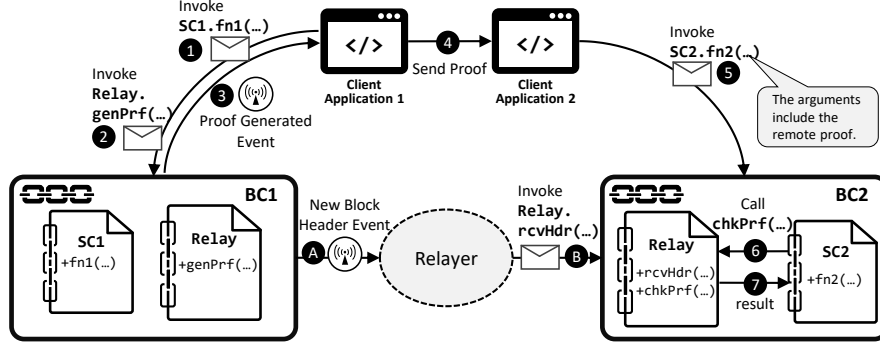 Invoke
SC1.fn1(…)
1
Invoke
Relay.
genPrf(…)
2
3
Proof Generated
Event
</>
Client
Application 1
4
Send Proof
</>
Client
Application 2
Invoke
SC2.fn2(…)
5
The arguments
include the
remote proof.
BC1
SC1
+fn1(…)
Relay
+genPrf(…)
New Block
Header Event
A
Relayer
Invoke
Relay.
rcvHdr(…)
B
BC2
Call
chkPrf(…)
Relay
+rcvHdr(…)
+chkPrf(…)
6
7
result
SC2
+fn2(…)